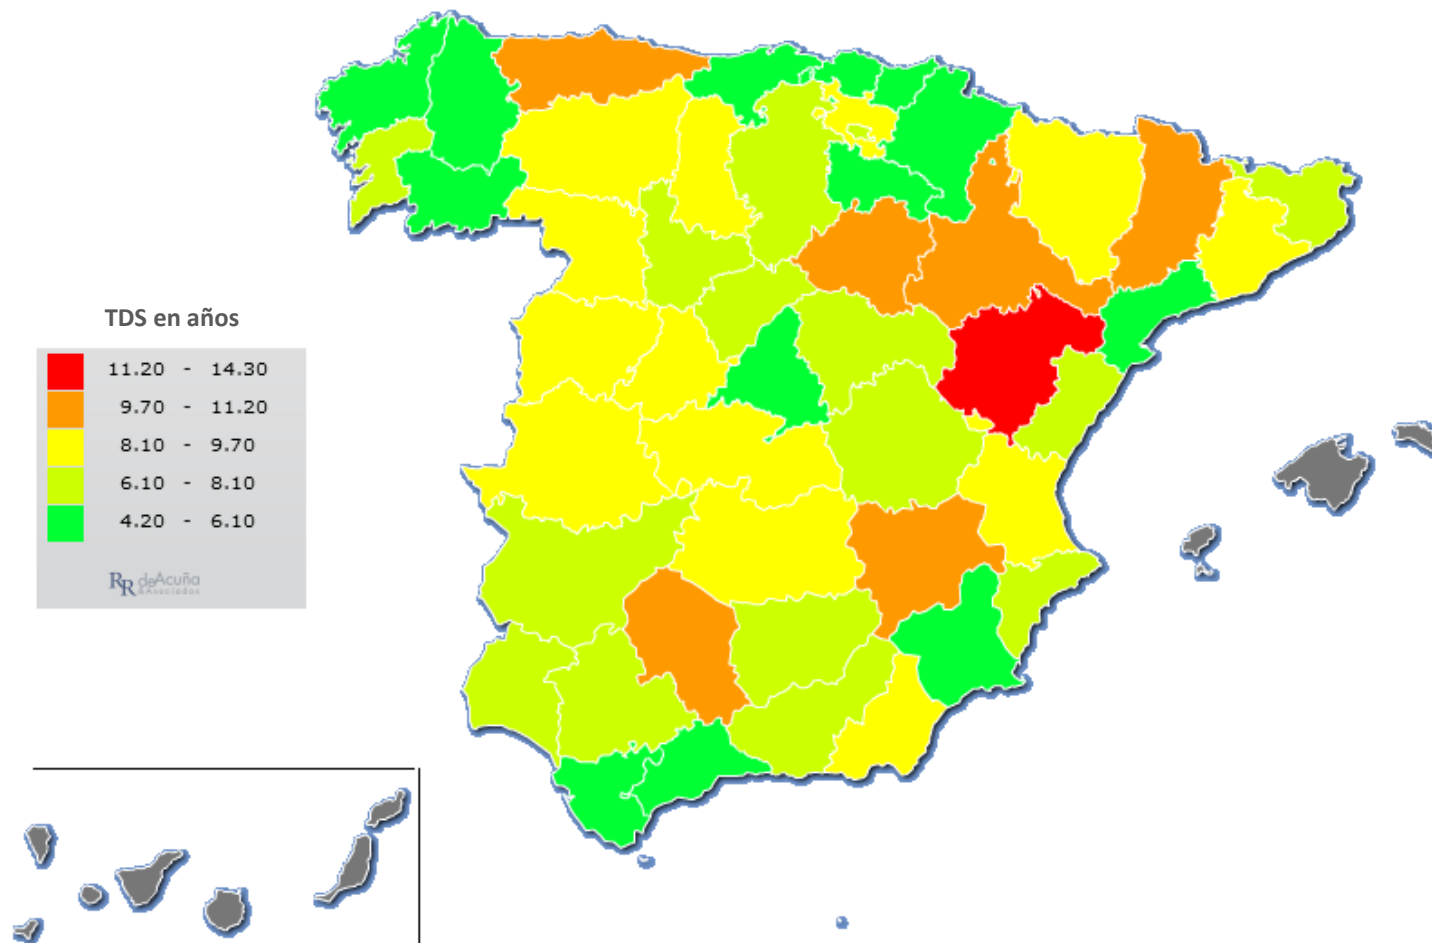 TDS en años
11.20 - 14.30
9.70 - 11.20
8.10 - 9.70
6.10 - 8.10
4.20 - 6.10
RR deAcuña
&Asociados